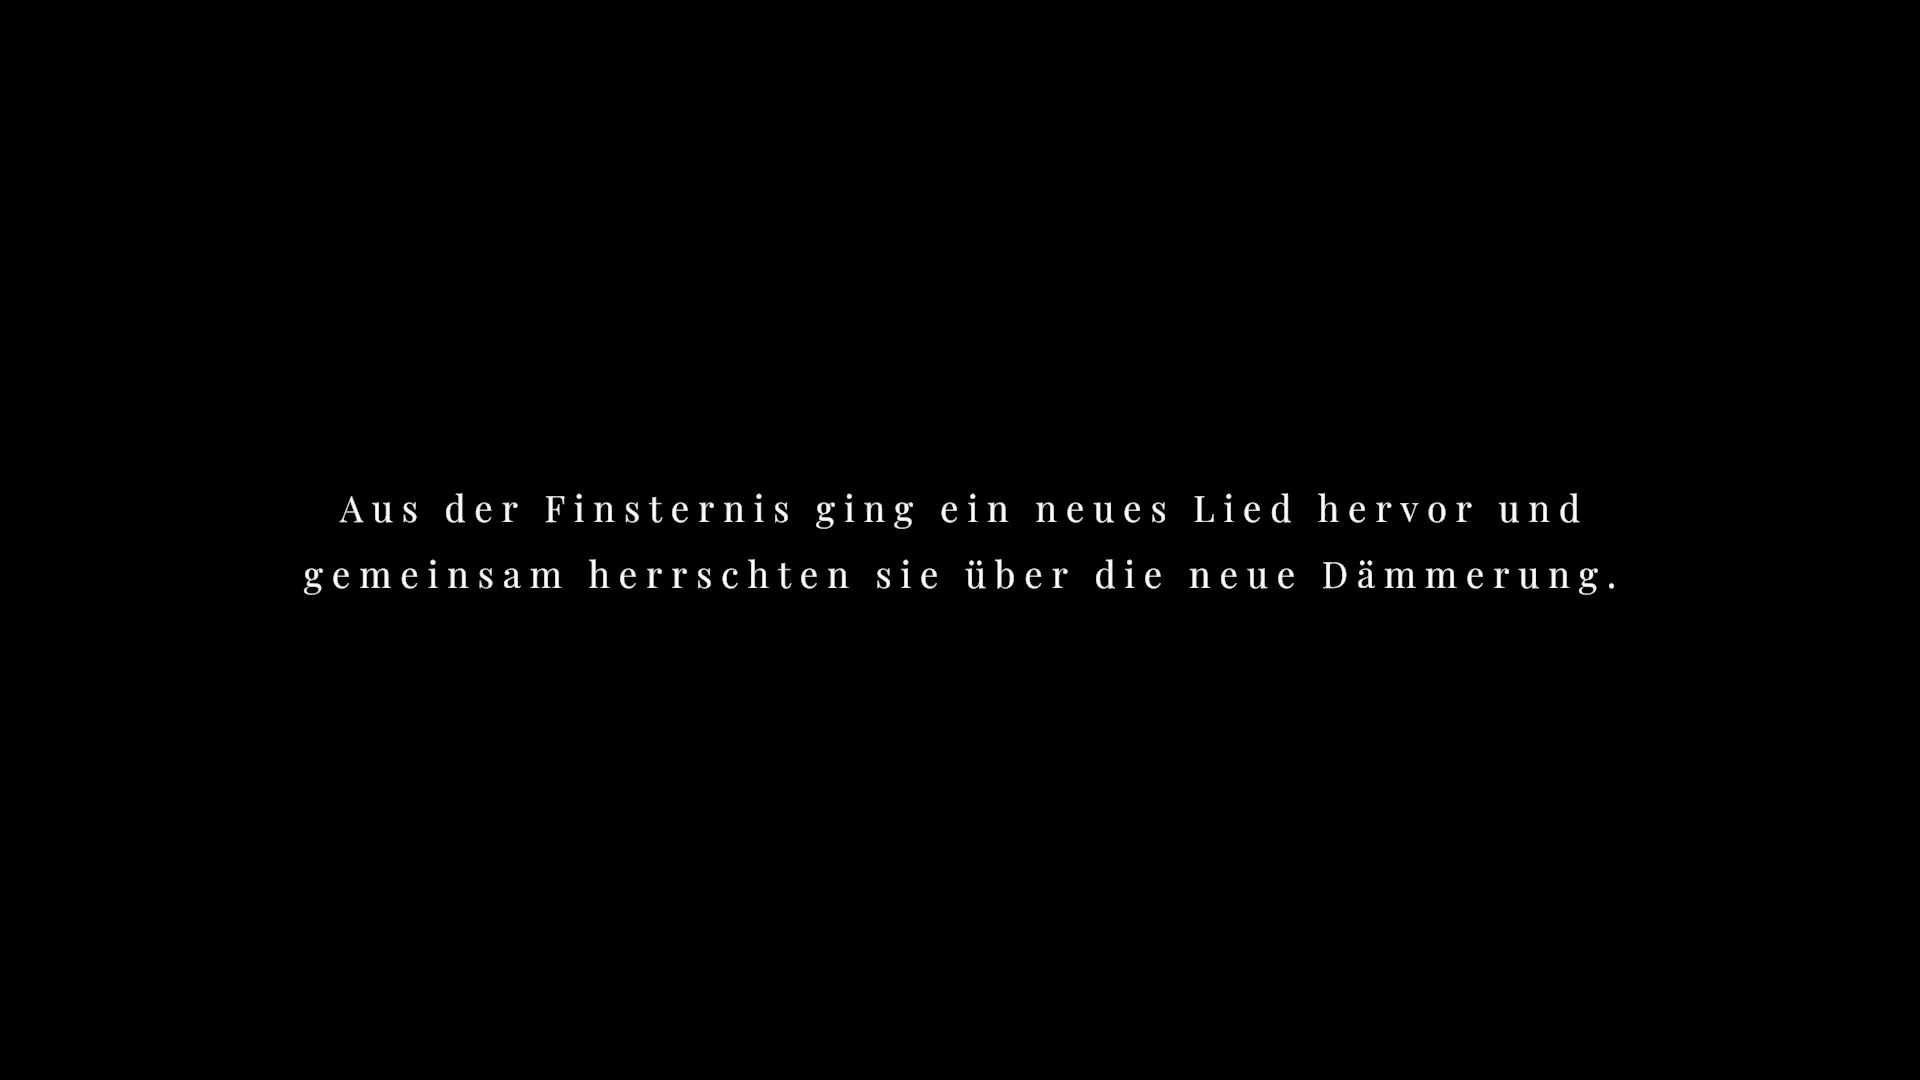 Aus der Finsternis ging ein neues Lied hervor und
gemeinsam herrschten sie über die neue Dämmerung.